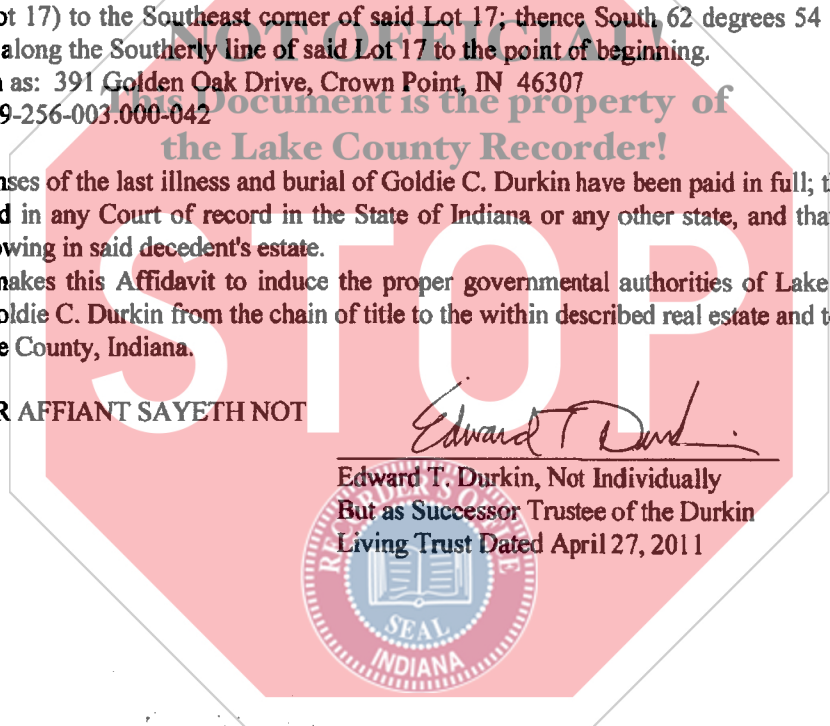 ot 17) to the Southeast corner of said Lot 17; thence South 62 degrees 54
NOT OFFICIAL!
along the Southerly line of said Lot 17 to the point of beginning.
as: 391 Golden Oak Drive, Crown Point, IN 46307
This Document is the property of
9-256-003.000-042
the Lake County Recorder!
nses of the last illness and burial of Goldie C. Durkin have been paid in full; t
d in any Court of record in the State of Indiana or any other state, and tha
wing in said decedent's estate.
makes this Affidavit to induce the proper governmental authorities of Lake
oldie C. Durkin from the chain of title to the within described real estate and t
e County, Indiana.
STOP
R AFFIANT SAYETH NOT
Edward T Durkin
Edward T. Durkin, Not Individually
But as Successor Trustee of the Durkin
Living Trust Dated April 27, 2011
RECORDER'S OFFICE
SEAL
INDIANA